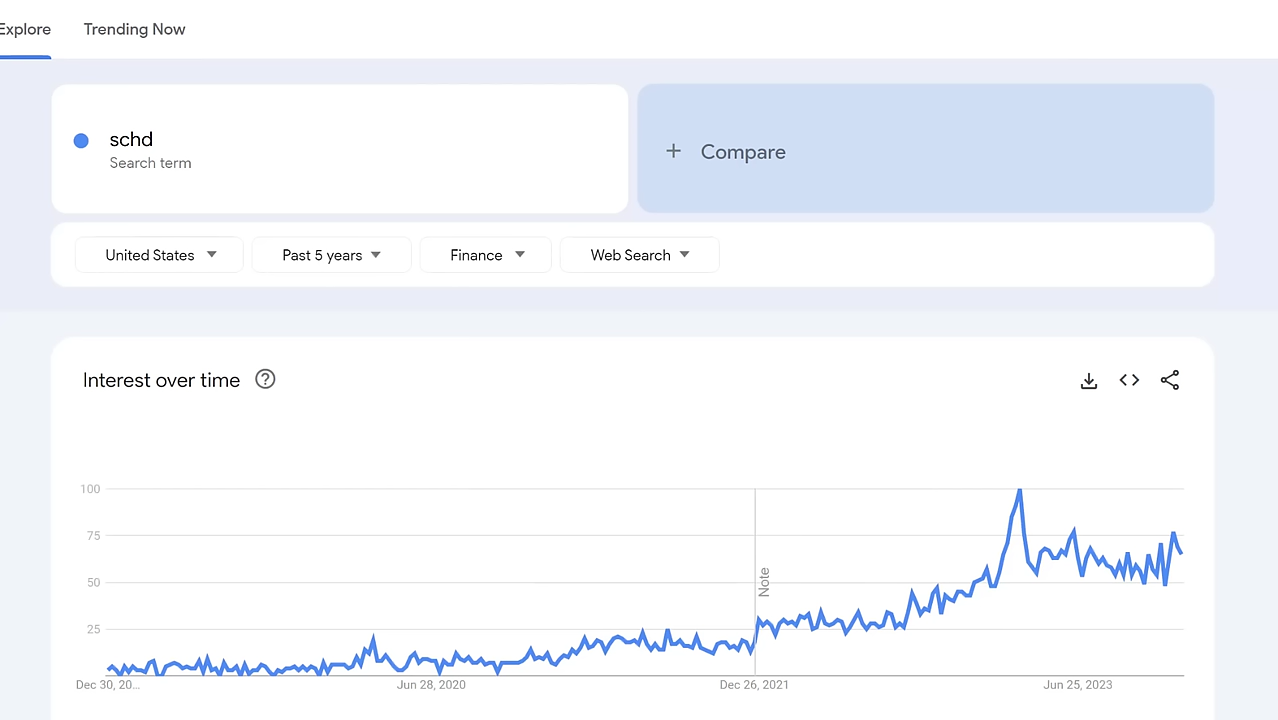 Explore Trending Now
schd
Search term
+ Compare
United States Past 5 years Finance Web Search
Interest over time
100
75
50
25
Note
Dec 30, 20... Jun 28, 2020 Dec 26, 2021 Jun 25, 2023